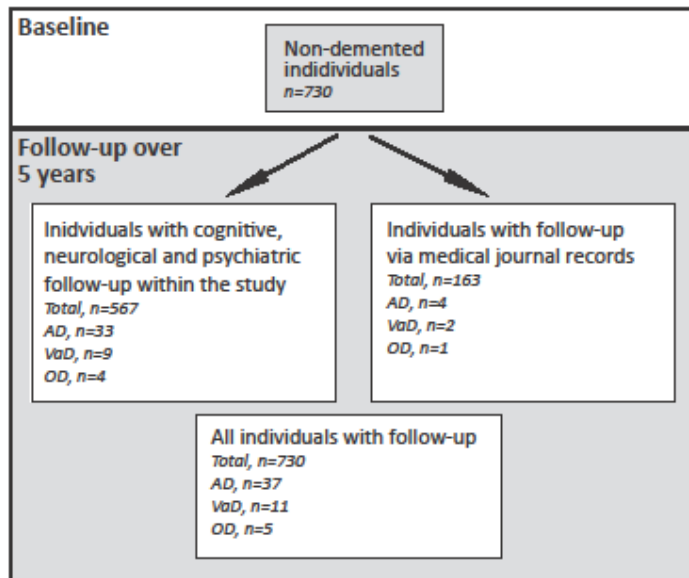 Baseline
Non-demented
indidividuals
n=730
Follow-up over
5 years
Inidviduals with cognitive,
neurological and psychiatric
follow-up within the study
Total, n=567
AD, n=33
VaD, n=9
OD, n=4
Individuals with follow-up
via medical journal records
Total, n=163
AD, n=4
VaD, n=2
OD, n=1
All individuals with follow-up
Total, n=730
AD, n=37
VaD, n=11
OD, n=5